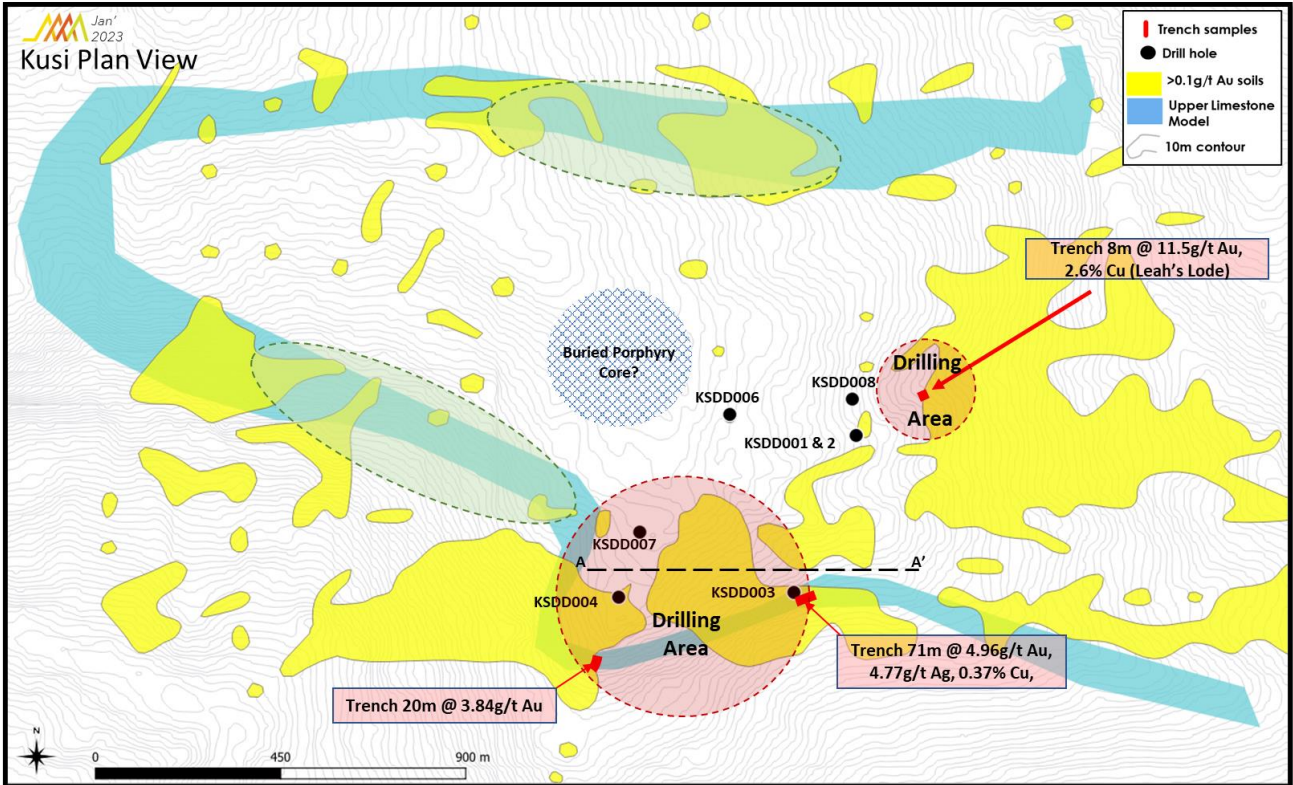 Jan'
2023
Kusi Plan View
Trench samples
Drill hole
>0.1g/t Au soils
Upper Limestone
Model
10m contour
Trench 8m @ 11.5g/t Au,
2.6% Cu (Leah's Lode)
Buried Porphyry
Core?
Drilling
Area
KSDD008
KSDD006
KSDD001 & 2
KSDD007
A
A'
KSDD004
KSDD003
Drilling
Area
Trench 71m @ 4.96g/t Au,
4.77g/t Ag, 0.37% Cu,
Trench 20m @ 3.84g/t Au
N
0
450
900 m